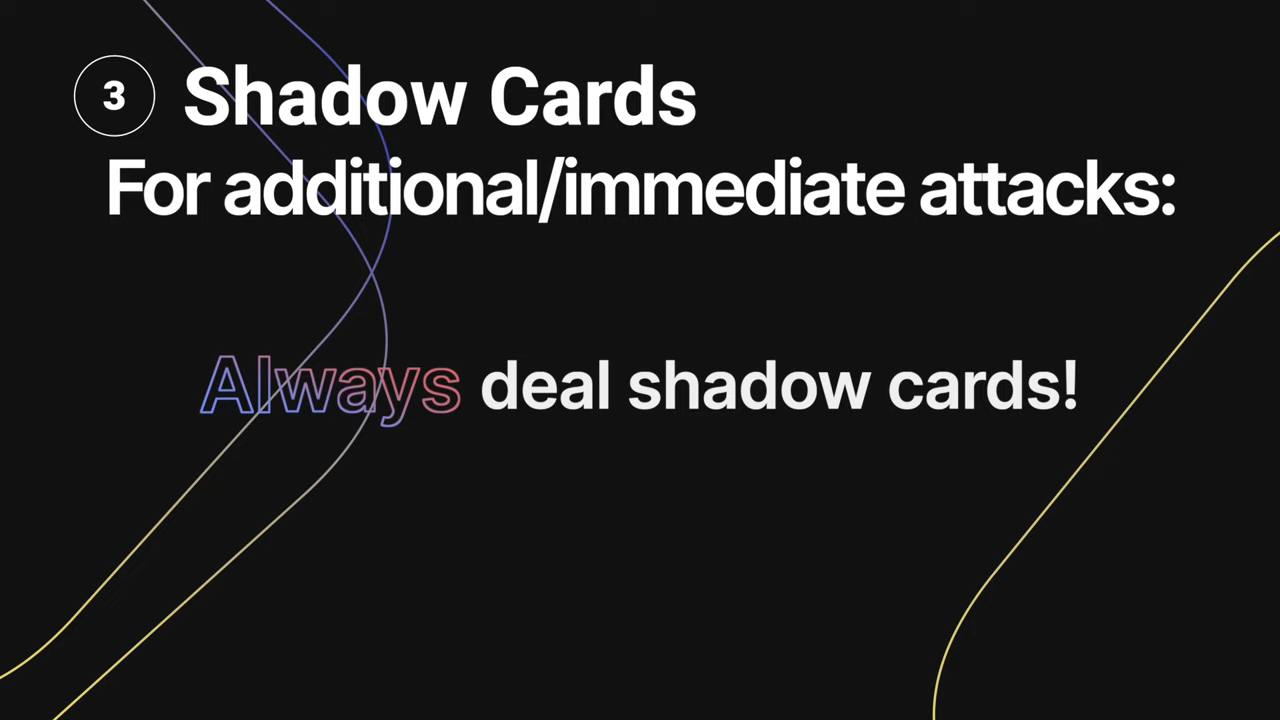 3 Shadow Cards
For additional/immediate attacks:
Always deal shadow cards!